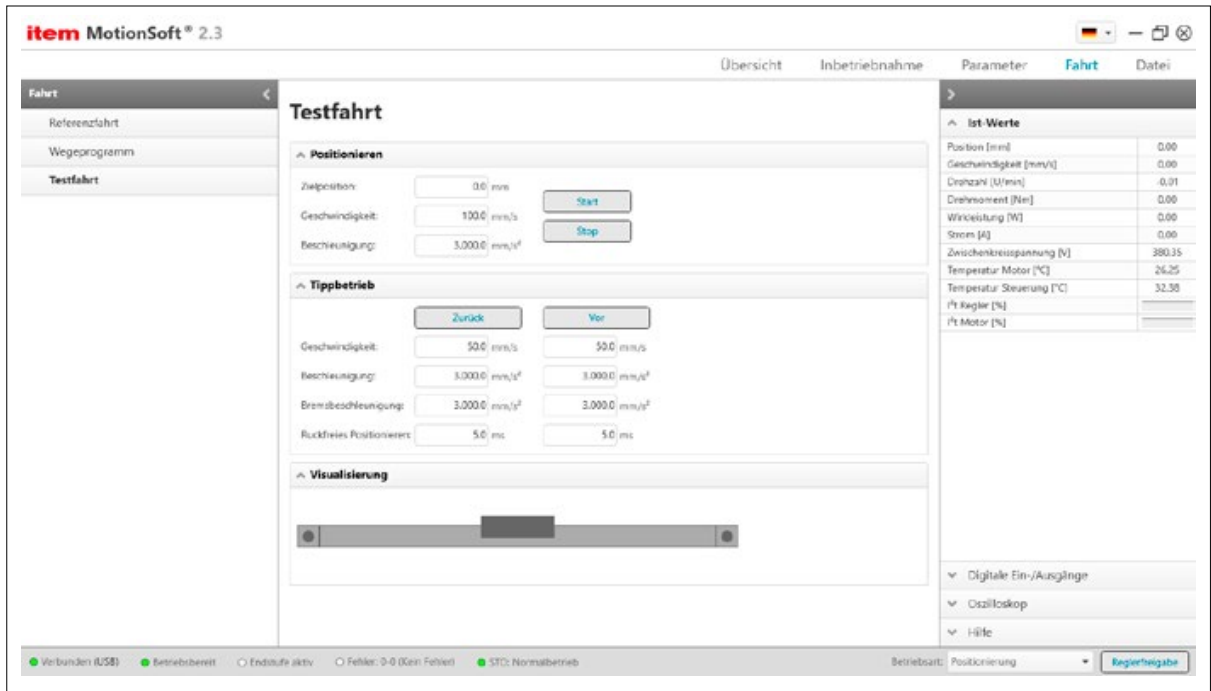 item MotionSoft® 2.3
Übersicht Inbetriebnahme Parameter Fahrt Datei
Fahrt
Referenzfahrt
Wegeprogramm
Testfahrt
Testfahrt
Positionieren
Zielposition: 0.0 mm
Start
Geschwindigkeit: 100.0 mm/s
Stop
Beschleunigung: 3.000.0 mm/s²
Tippbetrieb
Zurück Vor
Geschwindigkeit: 50.0 mm/s 50.0 mm/s
Beschleunigung: 3.000.0 mm/s² 3.000.0 mm/s²
Bremsbeschleunigung: 3.000.0 mm/s² 3.000.0 mm/s²
Ruckfreies Positionieren: 5.0 ms 5.0 ms
Visualisierung
Ist-Werte
Position [mm] 0.00
Geschwindigkeit [mm/s] 0.00
Drehzahl [U/min] -0.01
Drehmoment [Nm] 0.00
Wirkleistung [W] 0.00
Strom [A] 0.00
Zwischenkreisspannung [V] 380.35
Temperatur Motor [°C] 26.25
Temperatur Steuerung [°C] 32.38
I²t Regler [%]
I²t Motor [%]
Digitale Ein-/Ausgänge
Oszilloskop
Hilfe
Verbunden (USB) Betriebsbereit Endstufe aktiv Fehler: 0-0 (Kein Fehler) STO: Normalbetrieb Betriebsart: Positionierung Reglerfreigabe